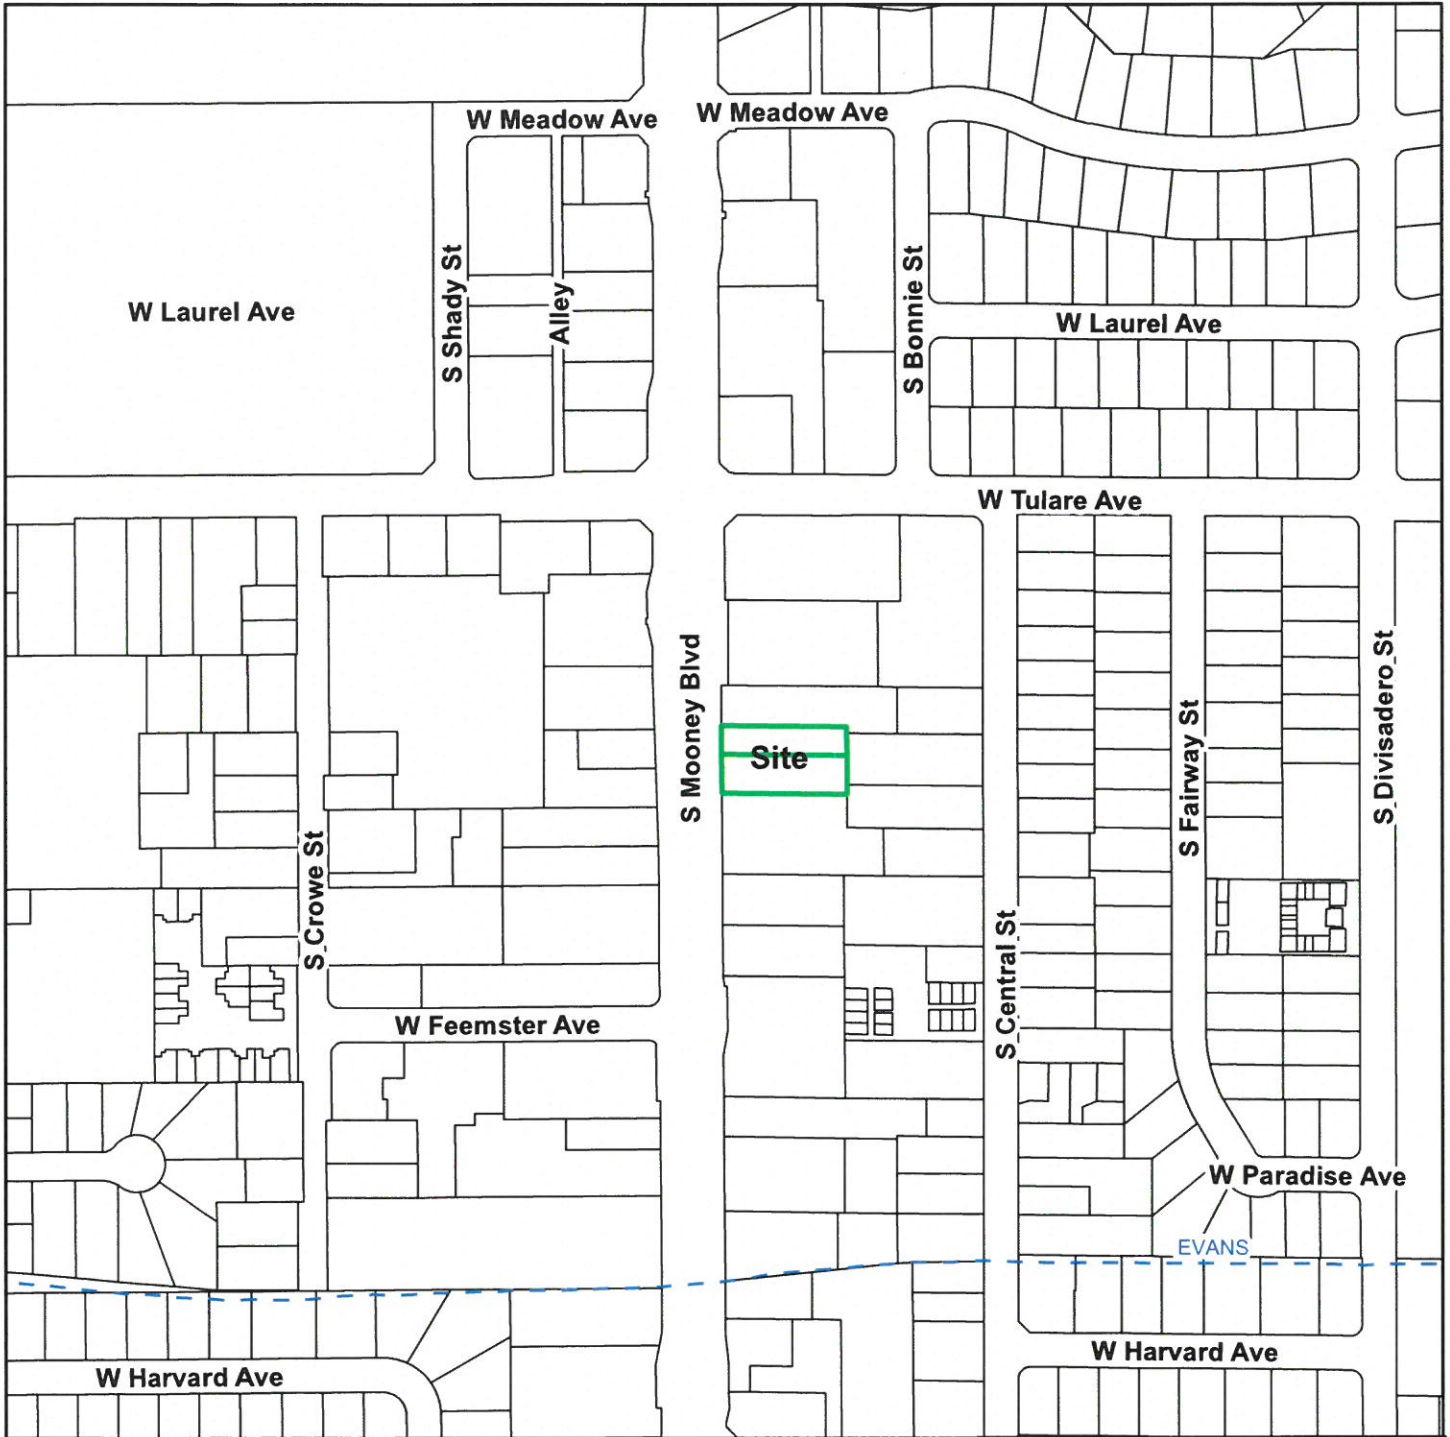 W Meadow Ave
W Meadow Ave
S Shady St
Alley
S Bonnie St
W Laurel Ave
W Laurel Ave
W Tulare Ave
S Mooney Blvd
Site
S Fairway St
S Divisadero St
S Crowe St
S Central St
W Feemster Ave
W Paradise Ave
EVANS
W Harvard Ave
W Harvard Ave